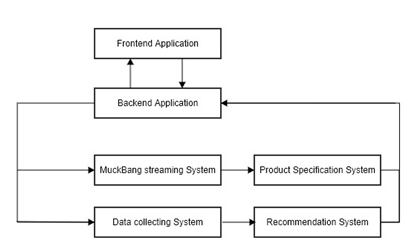 Frontend Application
Backend Application
MuckBang streaming System
Product Specification System
Data collecting System
Recommendation System